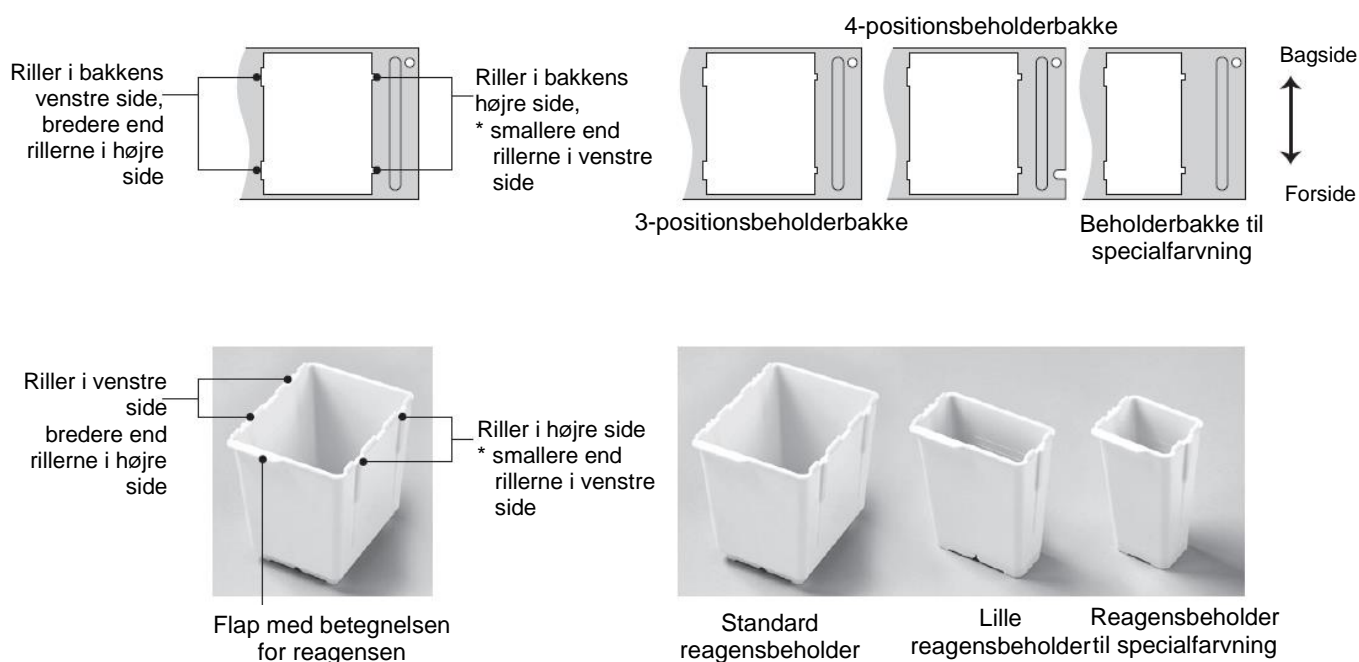 Riller i bakkens
venstre side,
bredere end
rillerne i højre
side
Riller i bakkens
højre side,
* smallere end
rillerne i venstre
side
4-positionsbeholderbakke
3-positionsbeholderbakke
Beholderbakke til
specialfarvning
Bagside
Forside
Riller i venstre
side
bredere end
rillerne i højre
side
Riller i højre side
* smallere end
rillerne i venstre
side
Flap med betegnelsen
for reagensen
Standard
reagensbeholder
Lille
reagensbeholder
Reagensbeholder
til specialfarvning